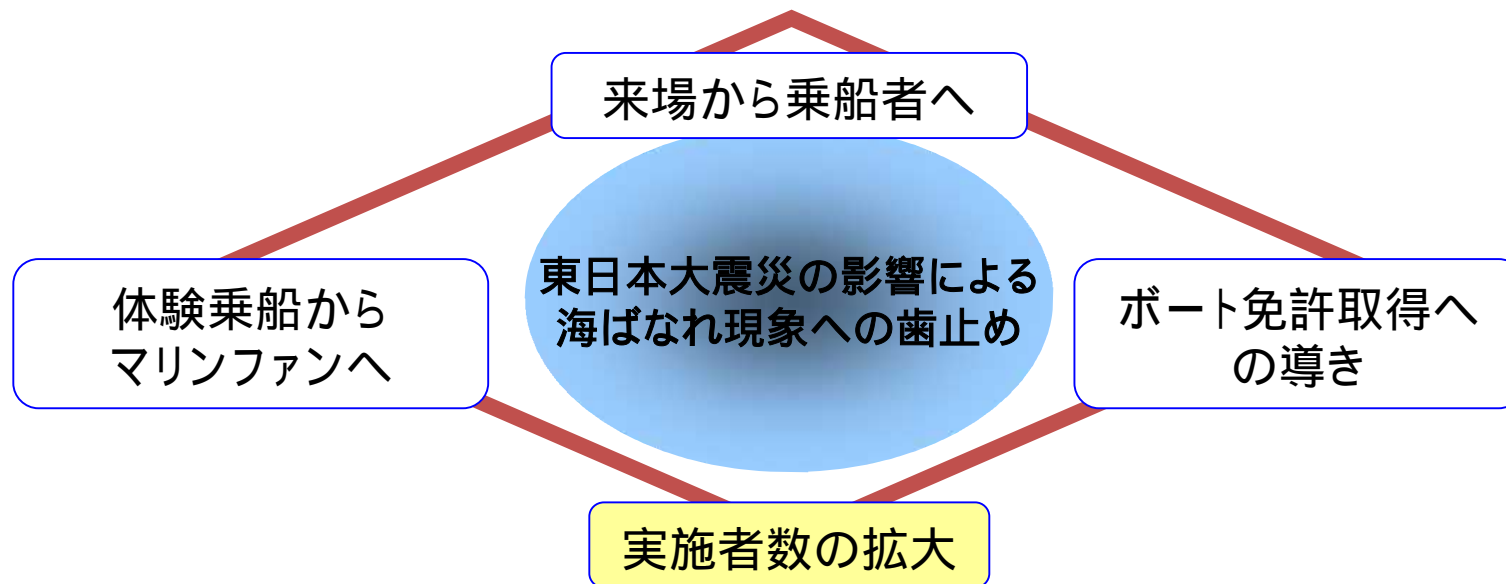 来場から乗船者へ
東日本大震災の影響による
海ばなれ現象への歯止め
体験乗船から
マリンファンへ
ボート免許取得へ
の導き
実施者数の拡大